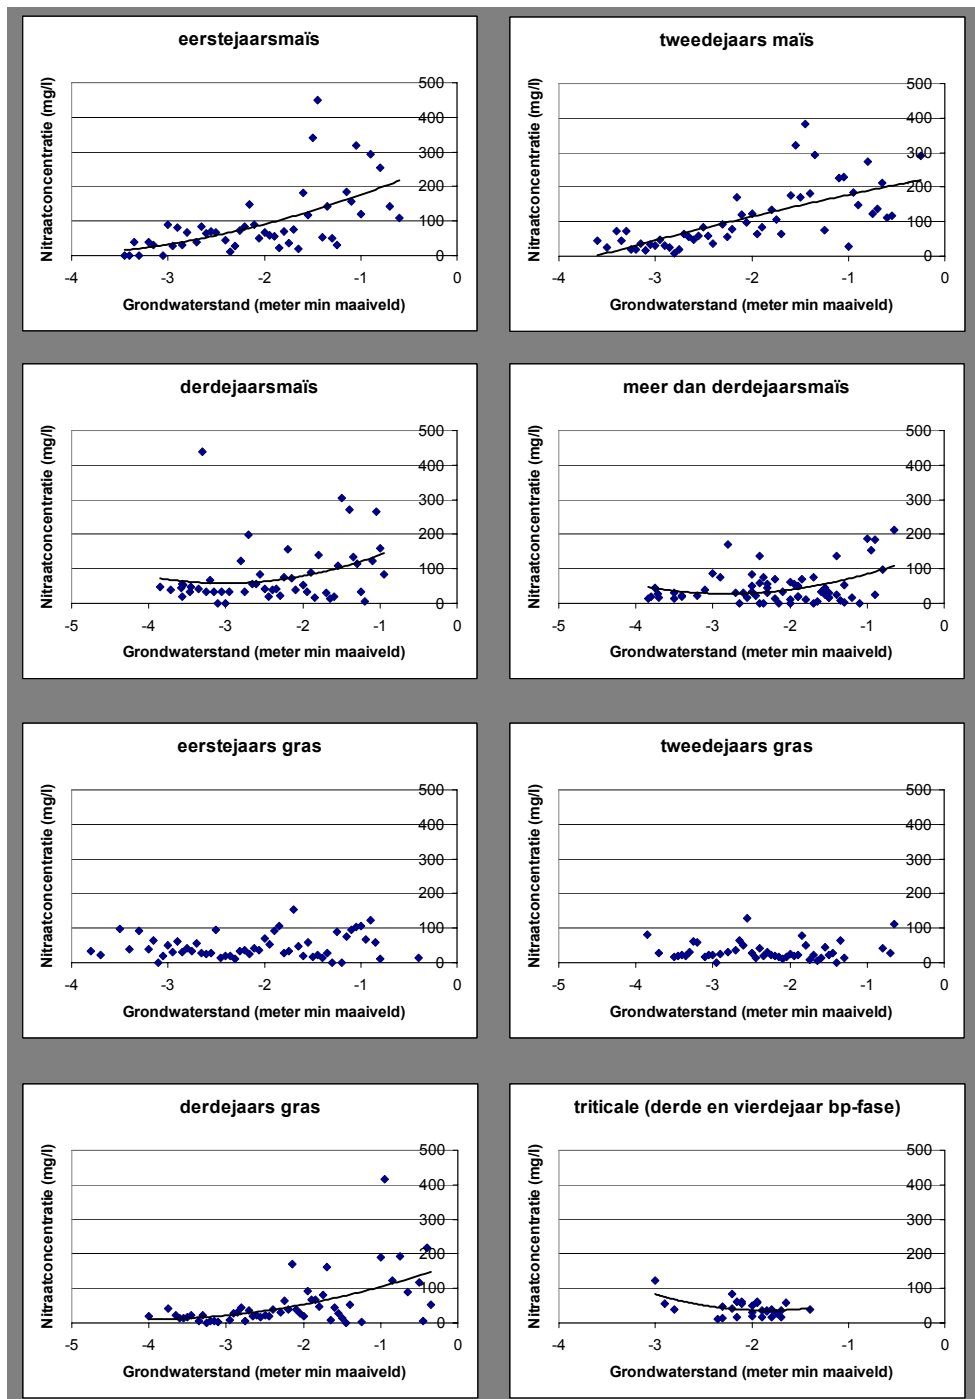 eerstejaarsmaïs
Nitraatconcentratie (mg/l)
500
400
300
200
100
0
-4 -3 -2 -1 0
Grondwaterstand (meter min maaiveld)
tweedejaars maïs
Nitraatconcentratie (mg/l)
500
400
300
200
100
0
-4 -3 -2 -1 0
Grondwaterstand (meter min maaiveld)
derdejaarsmaïs
Nitraatconcentratie (mg/l)
500
400
300
200
100
0
-5 -4 -3 -2 -1 0
Grondwaterstand (meter min maaiveld)
meer dan derdejaarsmaïs
Nitraatconcentratie (mg/l)
500
400
300
200
100
0
-5 -4 -3 -2 -1 0
Grondwaterstand (meter min maaiveld)
eerstejaars gras
Nitraatconcentratie (mg/l)
500
400
300
200
100
0
-4 -3 -2 -1 0
Grondwaterstand (meter min maaiveld)
tweedejaars gras
Nitraatconcentratie (mg/l)
500
400
300
200
100
0
-5 -4 -3 -2 -1 0
Grondwaterstand (meter min maaiveld)
derdejaars gras
Nitraatconcentratie (mg/l)
500
400
300
200
100
0
-5 -4 -3 -2 -1 0
Grondwaterstand (meter min maaiveld)
triticale (derde en vierdejaar bp-fase)
Nitraatconcentratie (mg/l)
500
400
300
200
100
0
-4 -3 -2 -1 0
Grondwaterstand (meter min maaiveld)